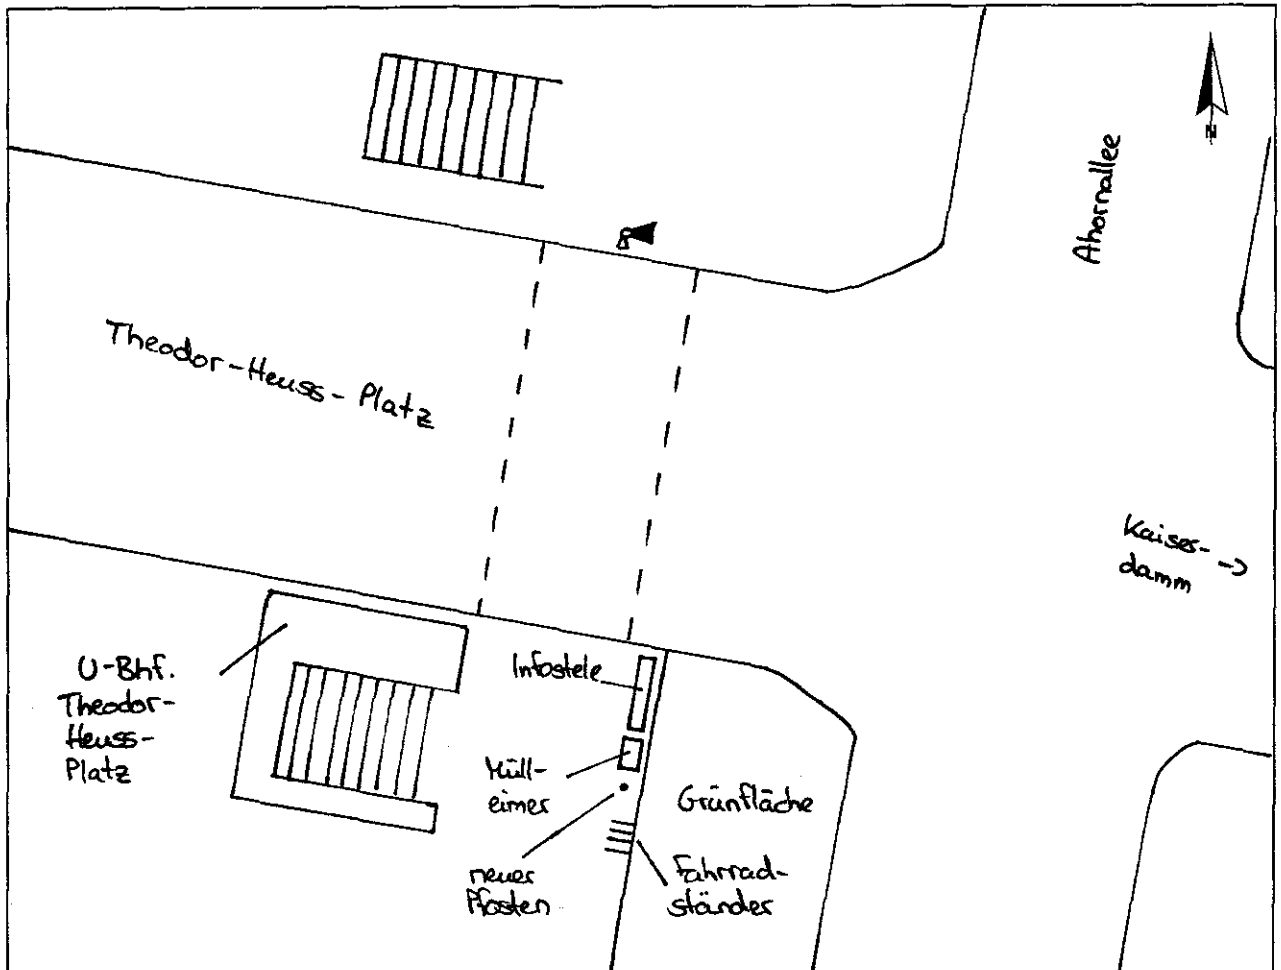 N
Ahornallee
Theodor-Heuss-Platz
Kaiser-
damm
U-Bhf.
Theodor-
Heuss-
Platz
Infostele
Müll-
eimer
Grünfläche
neuer
Pfosten
Fahrrad-
ständer